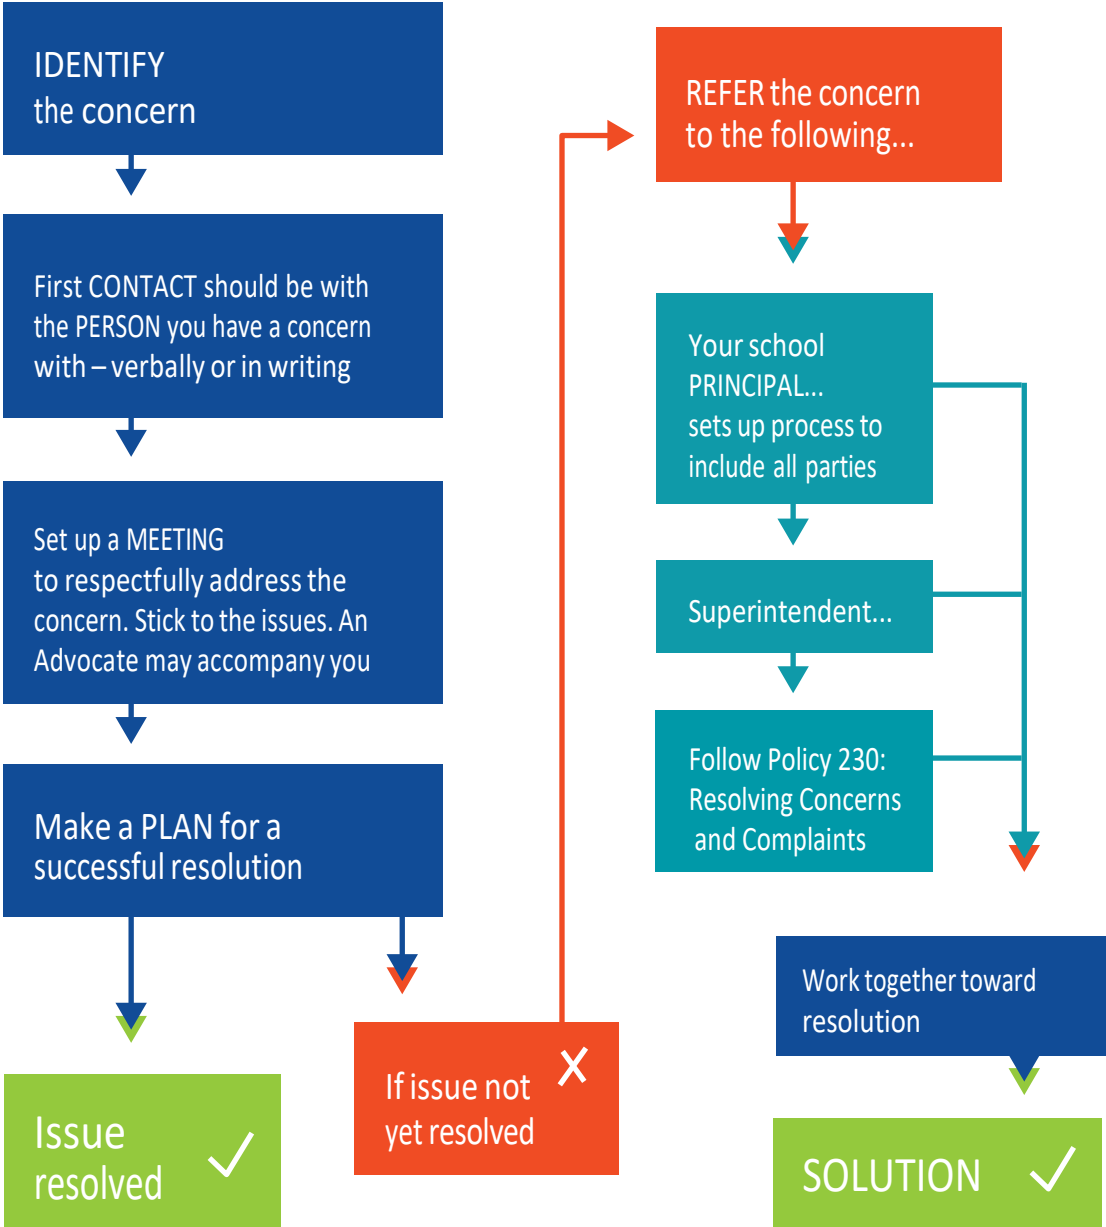 IDENTIFY
the concern
First CONTACT should be with
the PERSON you have a concern
with – verbally or in writing
Set up a MEETING
to respectfully address the
concern. Stick to the issues. An
Advocate may accompany you
Make a PLAN for a
successful resolution
Issue
resolved
If issue not
yet resolved
REFER the concern
to the following...
Your school
PRINCIPAL...
sets up process to
include all parties
Superintendent...
Follow Policy 230:
Resolving Concerns
and Complaints
Work together toward
resolution
SOLUTION